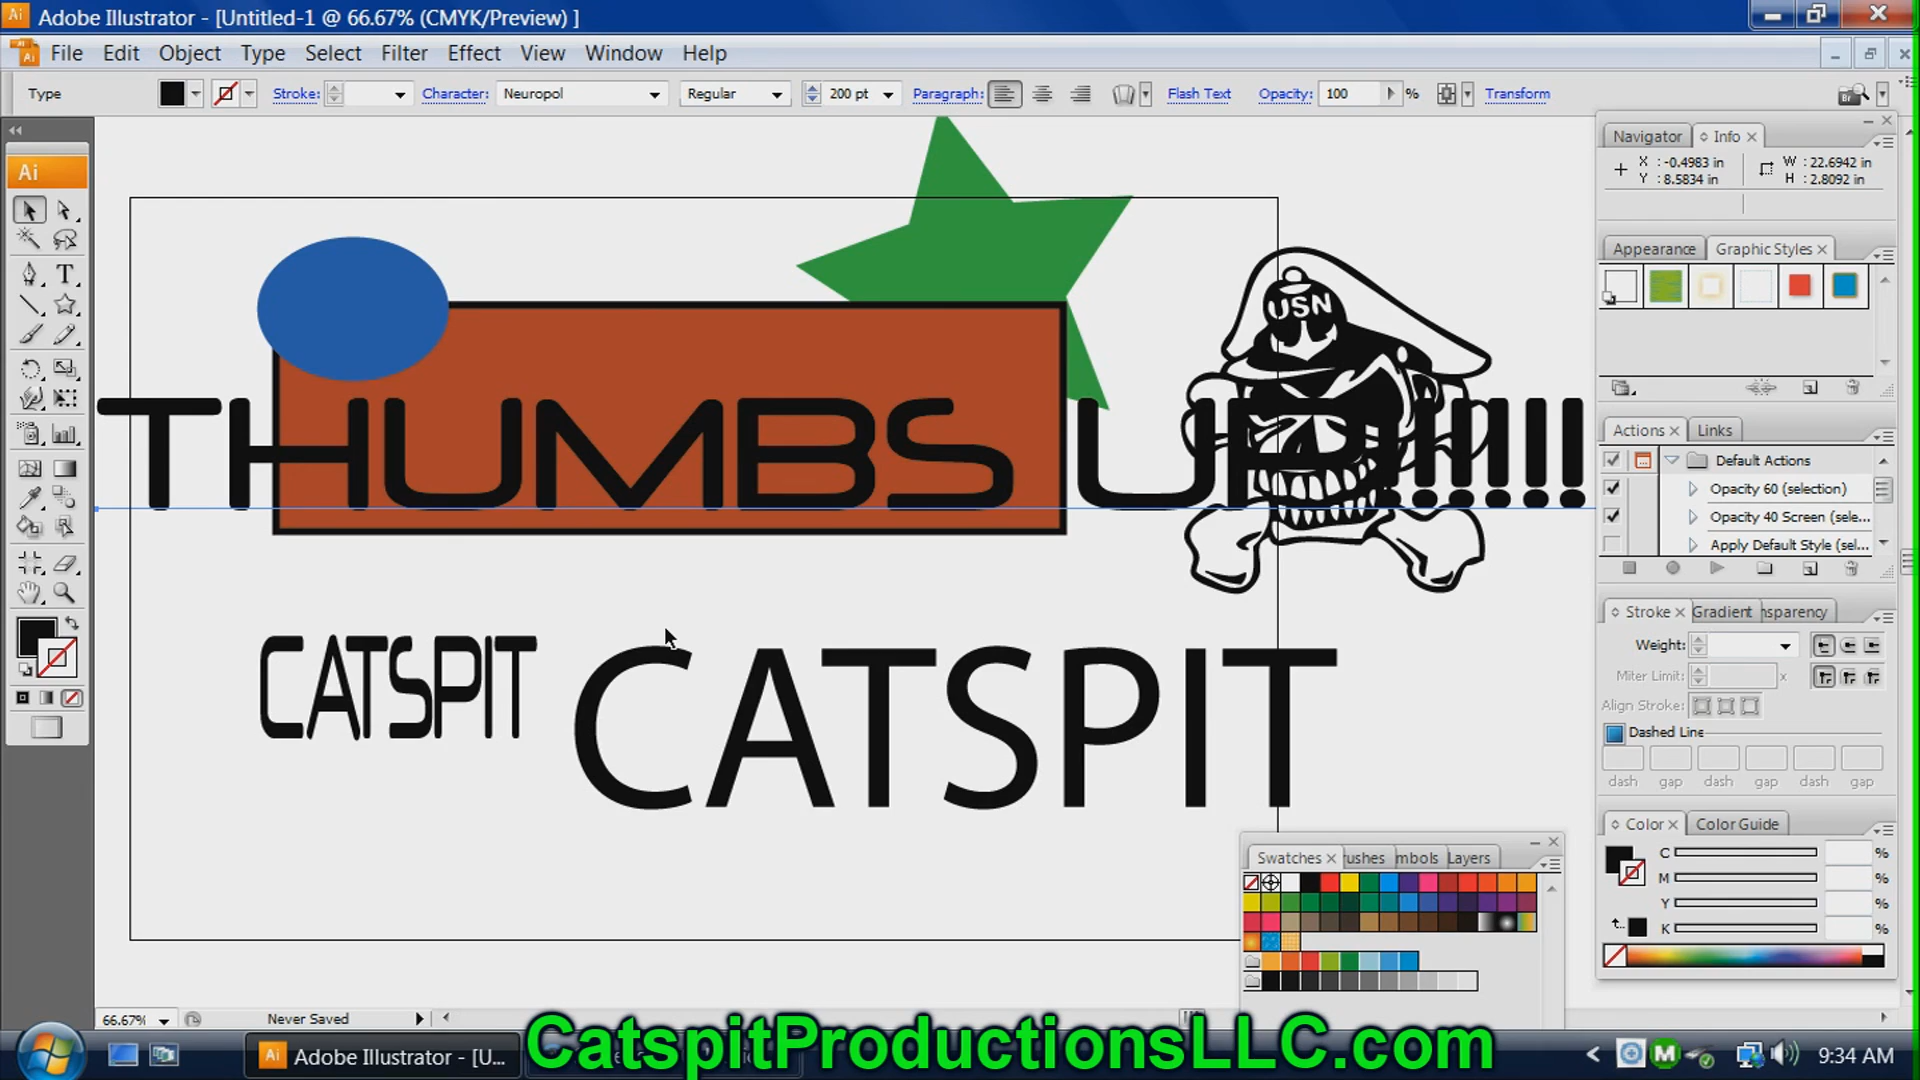 Adobe Illustrator - [Untitled-1 @ 66.67% (CMYK/Preview) ]
File Edit Object Type Select Filter Effect View Window Help
Type Stroke: Character: Neuropol Regular 200 pt Paragraph: Flash Text Opacity: 100 % Transform
Navigator Info
X : -0.4983 in W : 22.6942 in
Y : 8.5834 in H : 2.8092 in
Ai
Appearance Graphic Styles
USN
THUMBS UP!!!!!!
Actions Links
Default Actions
Opacity 60 (selection)
Opacity 40 Screen (sele...
Apply Default Style (sel...
Stroke Gradient nsparency
Weight:
Miter Limit: x
Align Stroke:
Dashed Line
dash gap dash gap dash gap
CATSPIT CATSPIT
Color Color Guide
C %
M %
Y %
K %
Swatches rushes mbols Layers
66.67% Never Saved
Adobe Illustrator - [U...
CatspitProductionsLLC.com
9:34 AM